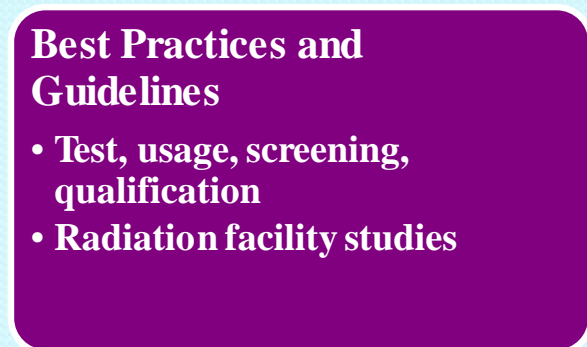 Best Practices and
Guidelines
• Test, usage, screening,
qualification
• Radiation facility studies